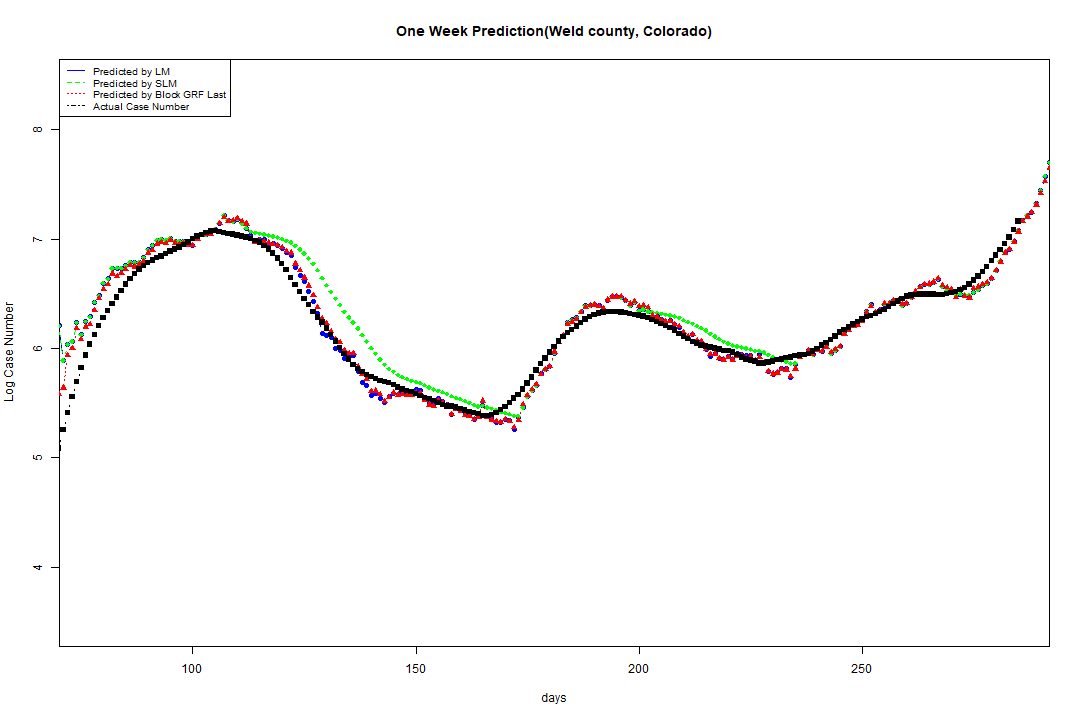 One Week Prediction(Weld county, Colorado)
Predicted by LM
Predicted by SLM
Predicted by Block GRF Last
Actual Case Number
8
7
6
5
4
Log Case Number
100 150 200 250
days